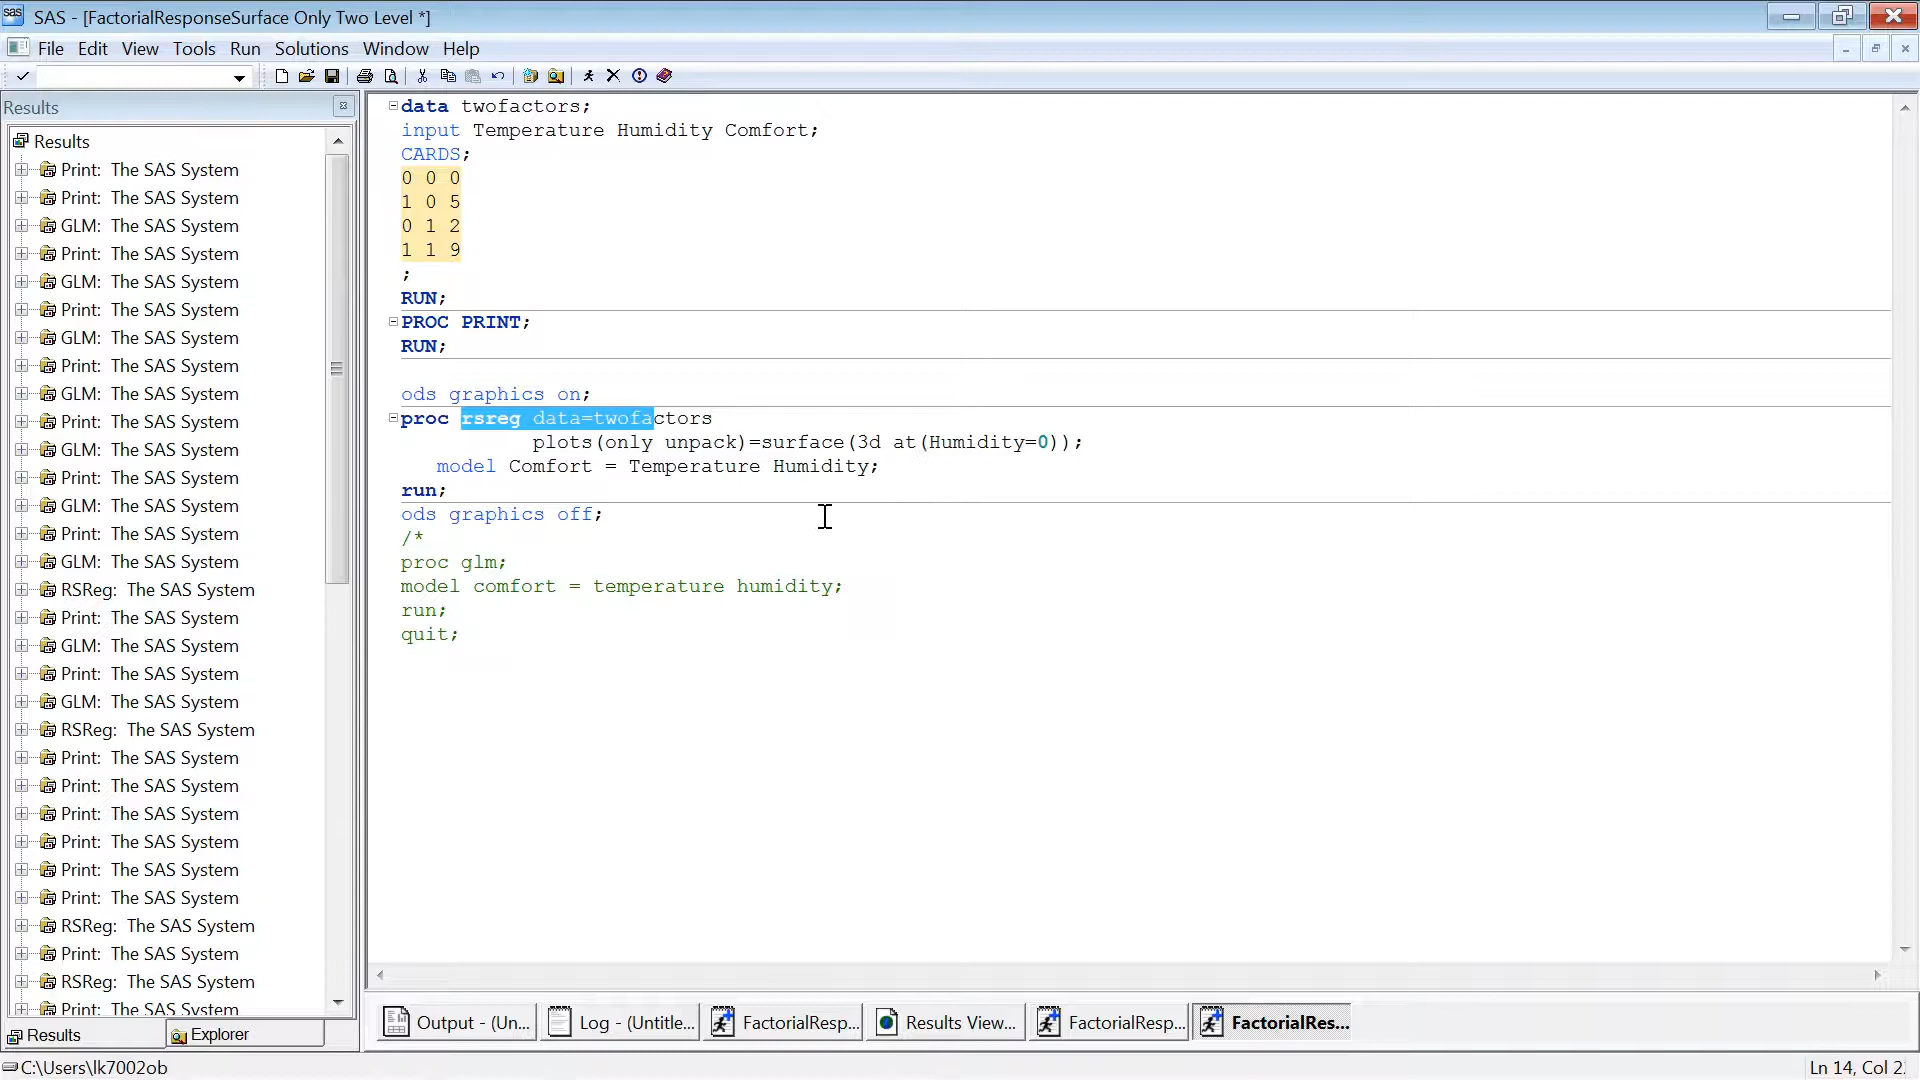 SAS - [FactorialResponseSurface Only Two Level *]
File Edit View Tools Run Solutions Window Help
Results
Results
Print: The SAS System
Print: The SAS System
GLM: The SAS System
Print: The SAS System
GLM: The SAS System
Print: The SAS System
GLM: The SAS System
Print: The SAS System
GLM: The SAS System
Print: The SAS System
GLM: The SAS System
Print: The SAS System
GLM: The SAS System
Print: The SAS System
GLM: The SAS System
RSReg: The SAS System
Print: The SAS System
GLM: The SAS System
Print: The SAS System
GLM: The SAS System
RSReg: The SAS System
Print: The SAS System
Print: The SAS System
Print: The SAS System
Print: The SAS System
Print: The SAS System
Print: The SAS System
RSReg: The SAS System
Print: The SAS System
RSReg: The SAS System
Print: The SAS System
Results
Explorer
data twofactors;
input Temperature Humidity Comfort;
CARDS;
0 0 0
1 0 5
0 1 2
1 1 9
;
RUN;
PROC PRINT;
RUN;
ods graphics on;
proc rsreg data=twofactors
plots(only unpack)=surface(3d at(Humidity=0));
model Comfort = Temperature Humidity;
run;
ods graphics off;
/*
proc glm;
model comfort = temperature humidity;
run;
quit;
Output - (Un...
Log - (Untitle...
FactorialResp...
Results View...
FactorialResp...
FactorialRes...
C:\Users\lk7002ob
Ln 14, Col 2